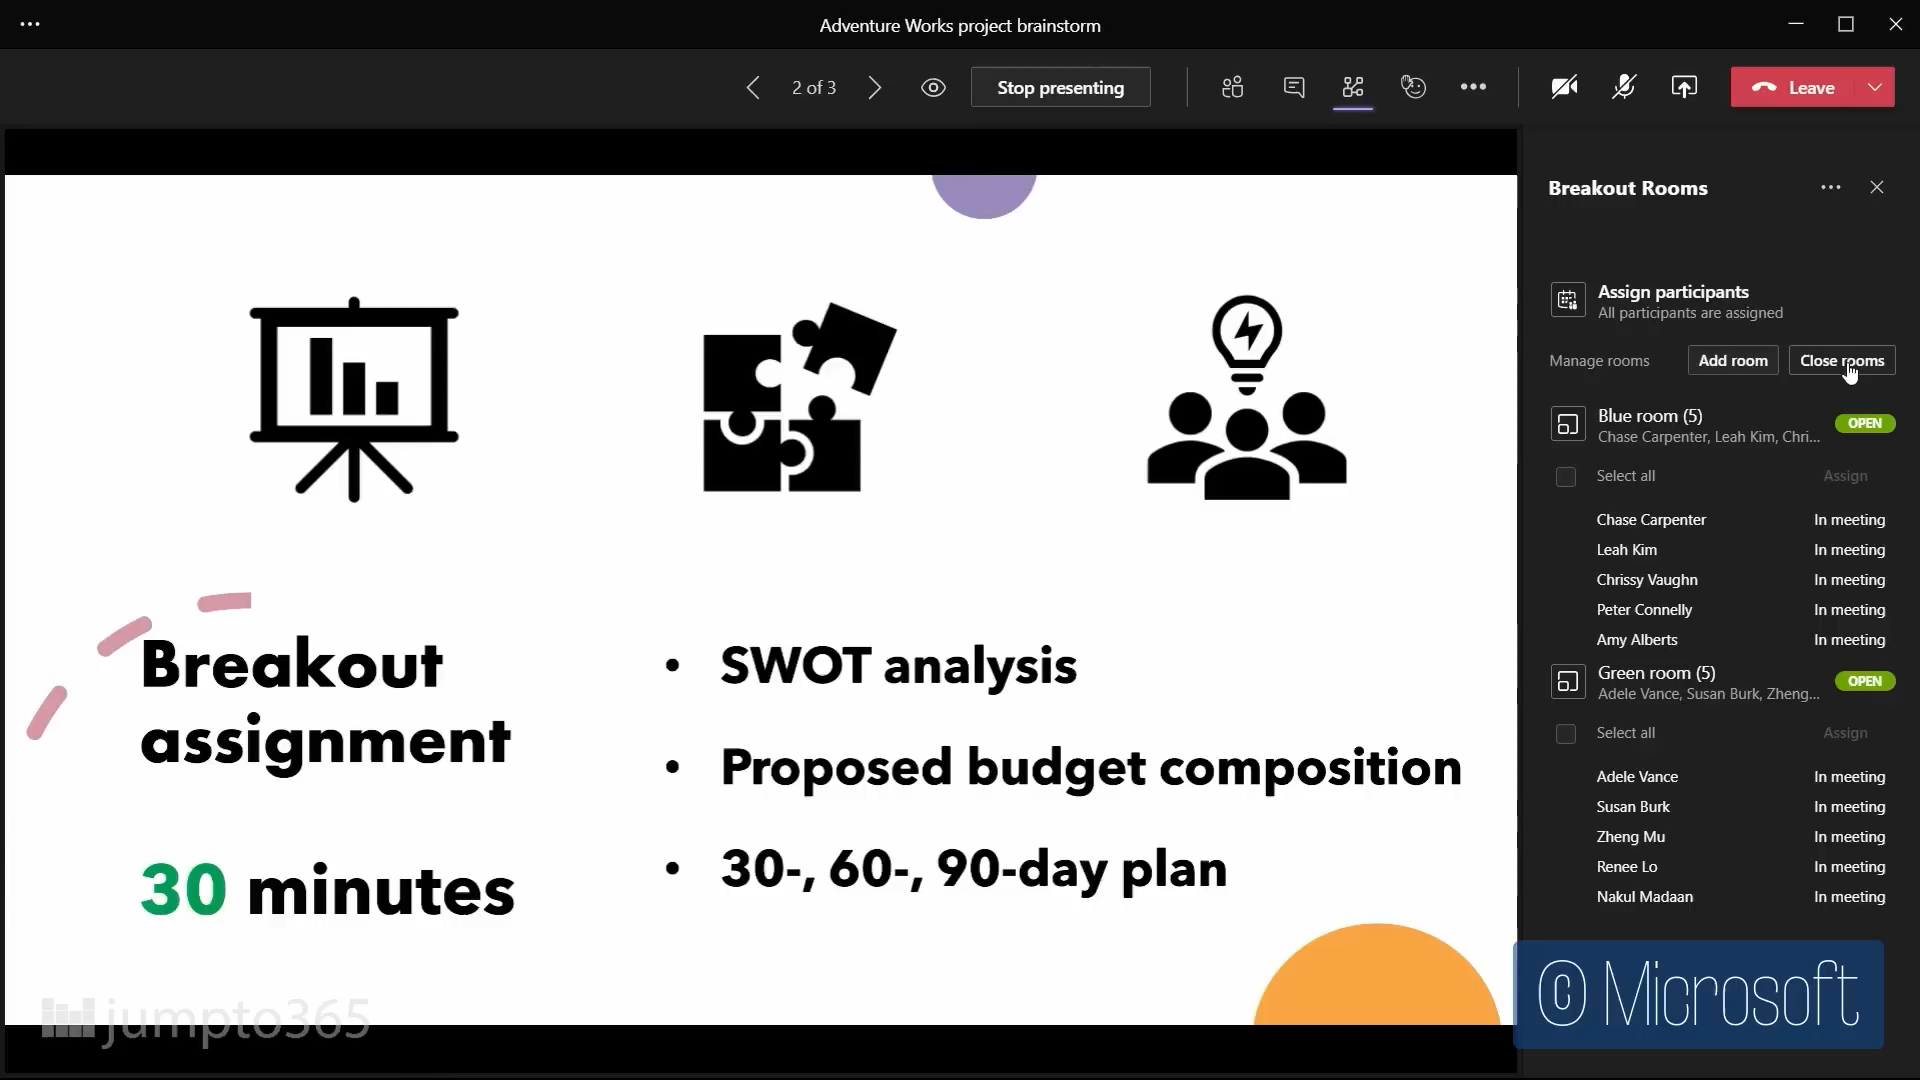 Adventure Works project brainstorm
2 of 3
Stop presenting
Leave
Breakout Rooms
Assign participants
All participants are assigned
Manage rooms
Add room
Close rooms
Blue room (5)
OPEN
Chase Carpenter, Leah Kim, Chri...
Select all
Assign
Chase Carpenter In meeting
Leah Kim In meeting
Chrissy Vaughn In meeting
Peter Connelly In meeting
Amy Alberts In meeting
Green room (5)
OPEN
Adele Vance, Susan Burk, Zheng...
Select all
Assign
Adele Vance In meeting
Susan Burk In meeting
Zheng Mu In meeting
Renee Lo In meeting
Nakul Madaan In meeting
Breakout
assignment
30 minutes
• SWOT analysis
• Proposed budget composition
• 30-, 60-, 90-day plan
jumpto365
© Microsoft